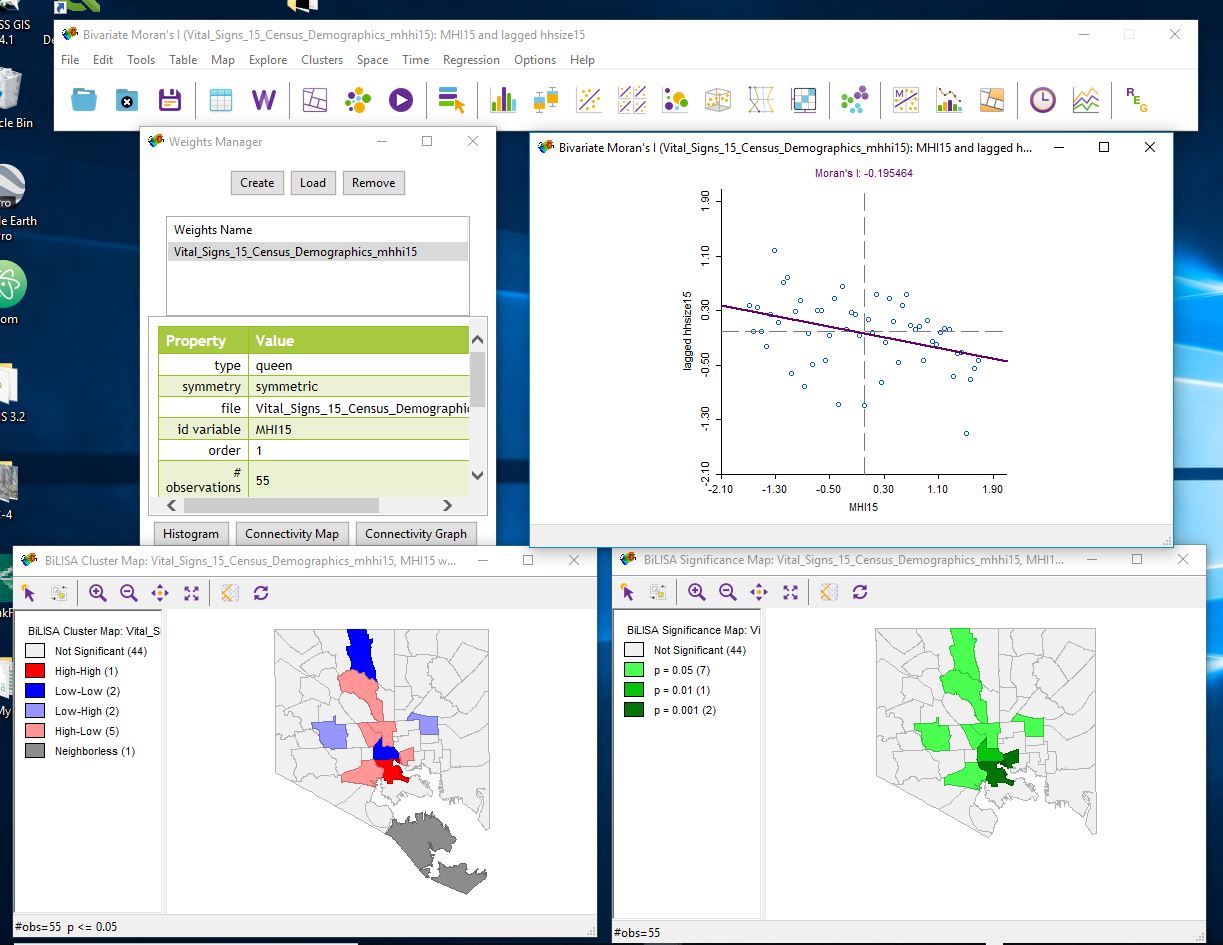 SS GIS
4.1
De
cle Bin
ro
le Earth
ro
om
S 3.2
C-4
nkF
My
Bivariate Moran's I (Vital_Signs_15_Census_Demographics_mhhi15): MHI15 and lagged hhsize15
File Edit Tools Table Map Explore Clusters Space Time Regression Options Help
W
M
REG
Weights Manager
Create Load Remove
Weights Name
Vital_Signs_15_Census_Demographics_mhhi15
Property Value
type queen
symmetry symmetric
file Vital_Signs_15_Census_Demographi
id variable MHI15
order 1
#
observations 55
Histogram Connectivity Map Connectivity Graph
Bivariate Moran's I (Vital_Signs_15_Census_Demographics_mhhi15): MHI15 and lagged h...
Moran's I: -0.195464
1.90
1.10
0.30
-0.50
-1.30
-2.10
lagged hhsize15
-2.10 -1.30 -0.50 0.30 1.10 1.90
MHI15
BiLISA Cluster Map: Vital_Signs_15_Census_Demographics_mhhi15, MHI15 w...
BiLISA Cluster Map: Vital_Si
Not Significant (44)
High-High (1)
Low-Low (2)
Low-High (2)
High-Low (5)
Neighborless (1)
#obs=55 p <= 0.05
BiLISA Significance Map: Vital_Signs_15_Census_Demographics_mhhi15, MHI1...
BiLISA Significance Map: Vi
Not Significant (44)
p = 0.05 (7)
p = 0.01 (1)
p = 0.001 (2)
#obs=55